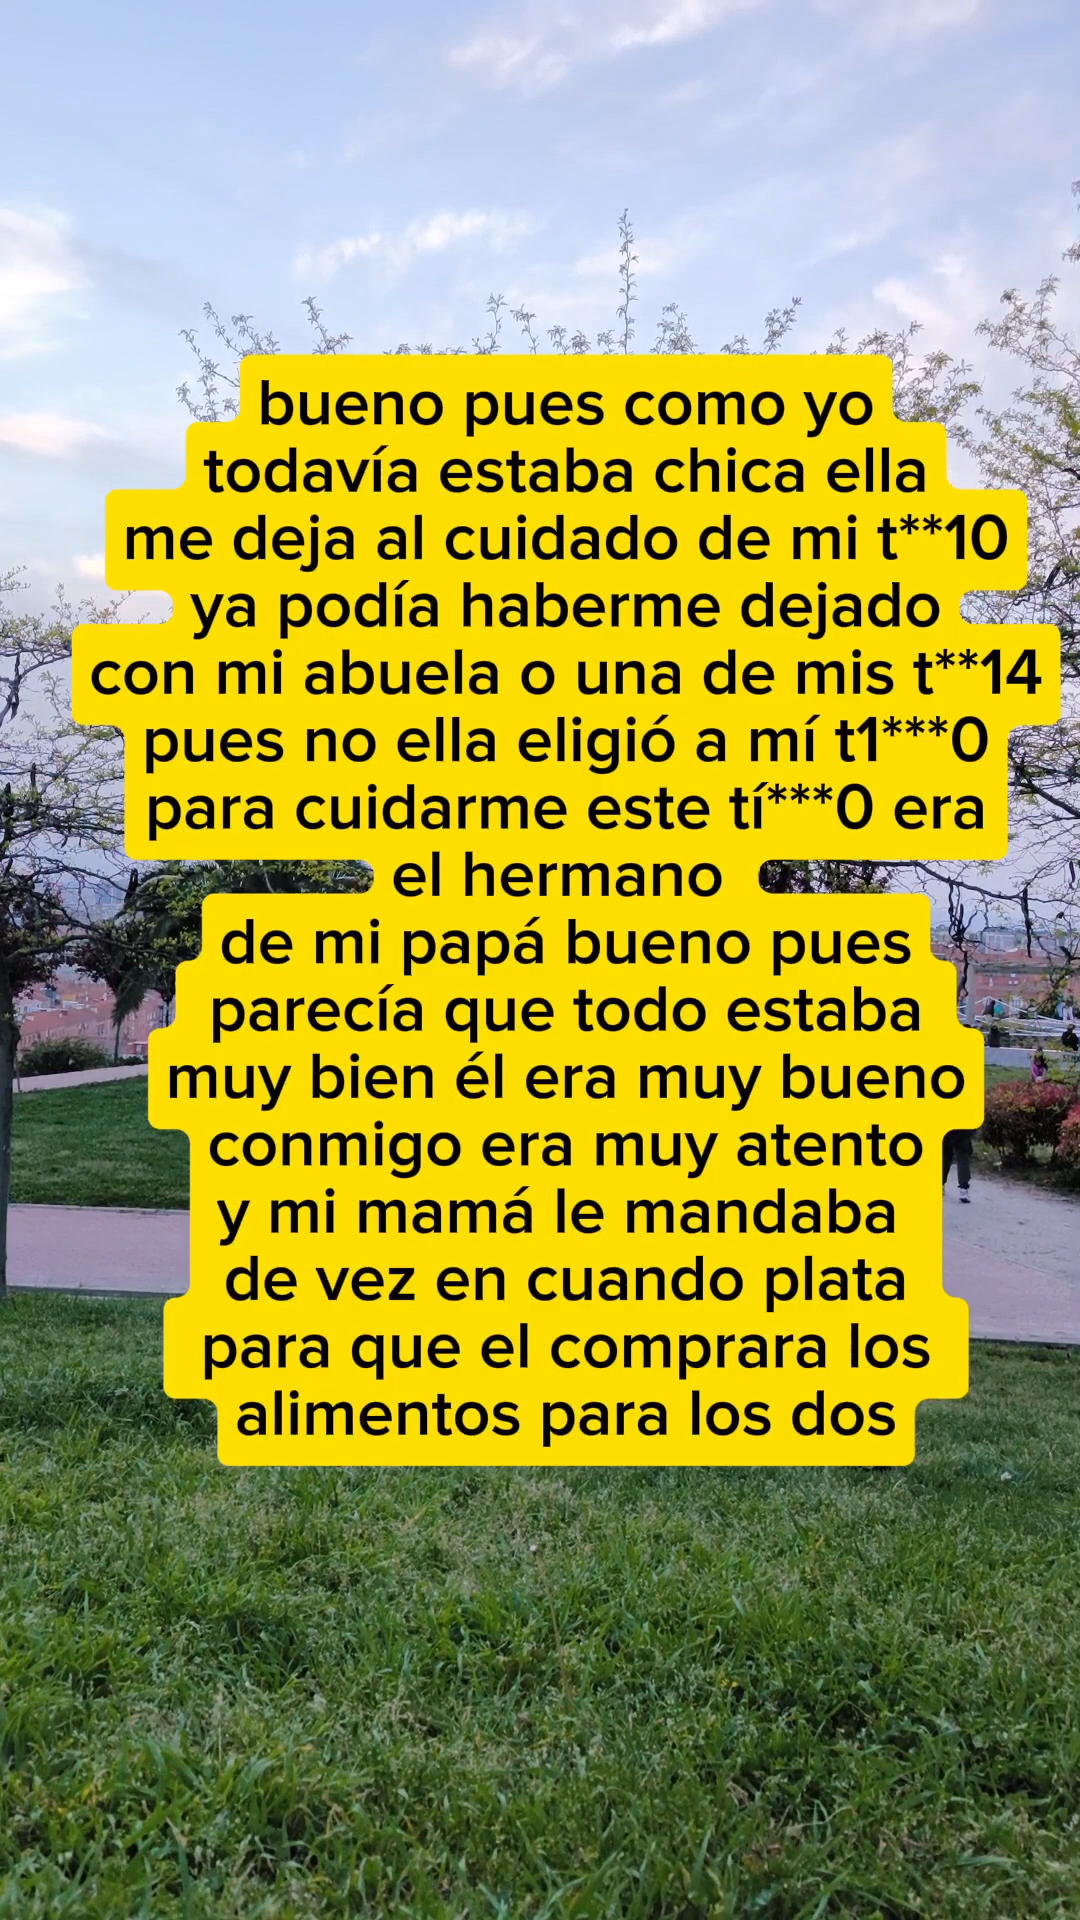 bueno pues como yo
todavía estaba chica ella
me deja al cuidado de mi t**10
ya podía haberme dejado
con mi abuela o una de mis t**14
pues no ella eligió a mí t1***0
para cuidarme este tí***0 era
el hermano
de mi papá bueno pues
parecía que todo estaba
muy bien él era muy bueno
conmigo era muy atento
y mi mamá le mandaba
de vez en cuando plata
para que el comprara los
alimentos para los dos